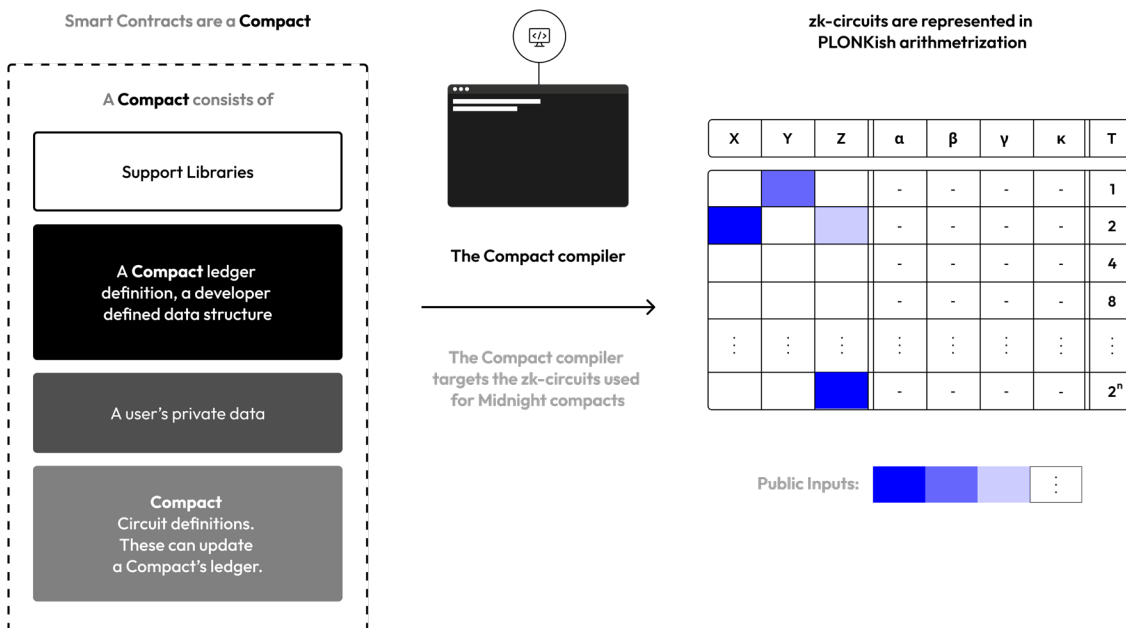 Smart Contracts are a Compact
A Compact consists of
Support Libraries
A Compact ledger
definition, a developer
defined data structure
A user's private data
Compact
Circuit definitions.
These can update
a Compact's ledger.
</>
The Compact compiler
The Compact compiler
targets the zk-circuits used
for Midnight compacts
zk-circuits are represented in
PLONKish arithmetization
X Y Z α β γ κ T
- - - - 1
- - - - 2
- - - - 4
- - - - 8
⋮ ⋮ ⋮ ⋮ ⋮ ⋮ ⋮ ⋮
- - - - 2ⁿ
Public Inputs: ⋮